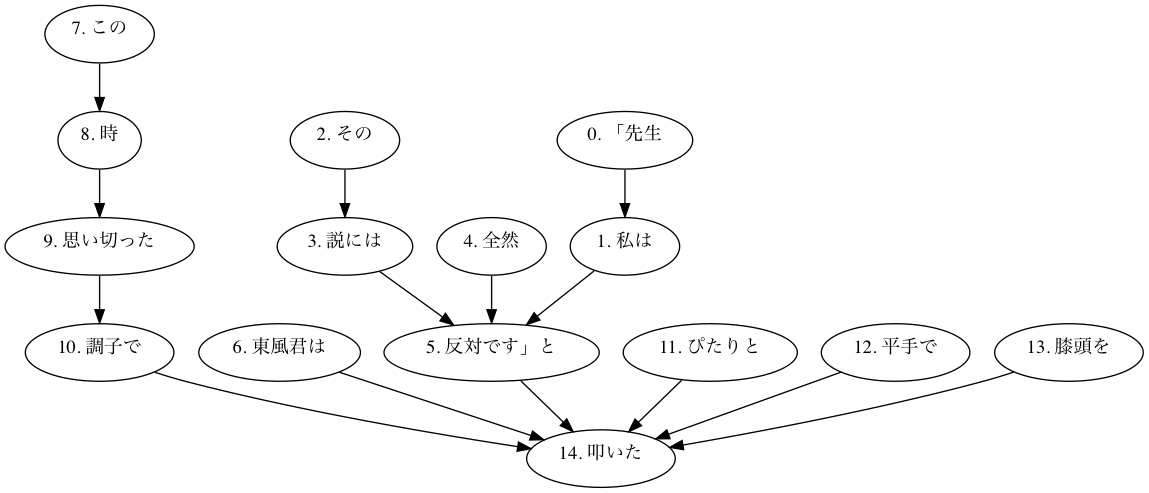 7. この
8. 時
2. その
0. 「先生
9. 思い切った
3. 説には
4. 全然
1. 私は
10. 調子で
6. 東風君は
5. 反対です」と
11. ぴたりと
12. 平手で
13. 膝頭を
14. 叩いた